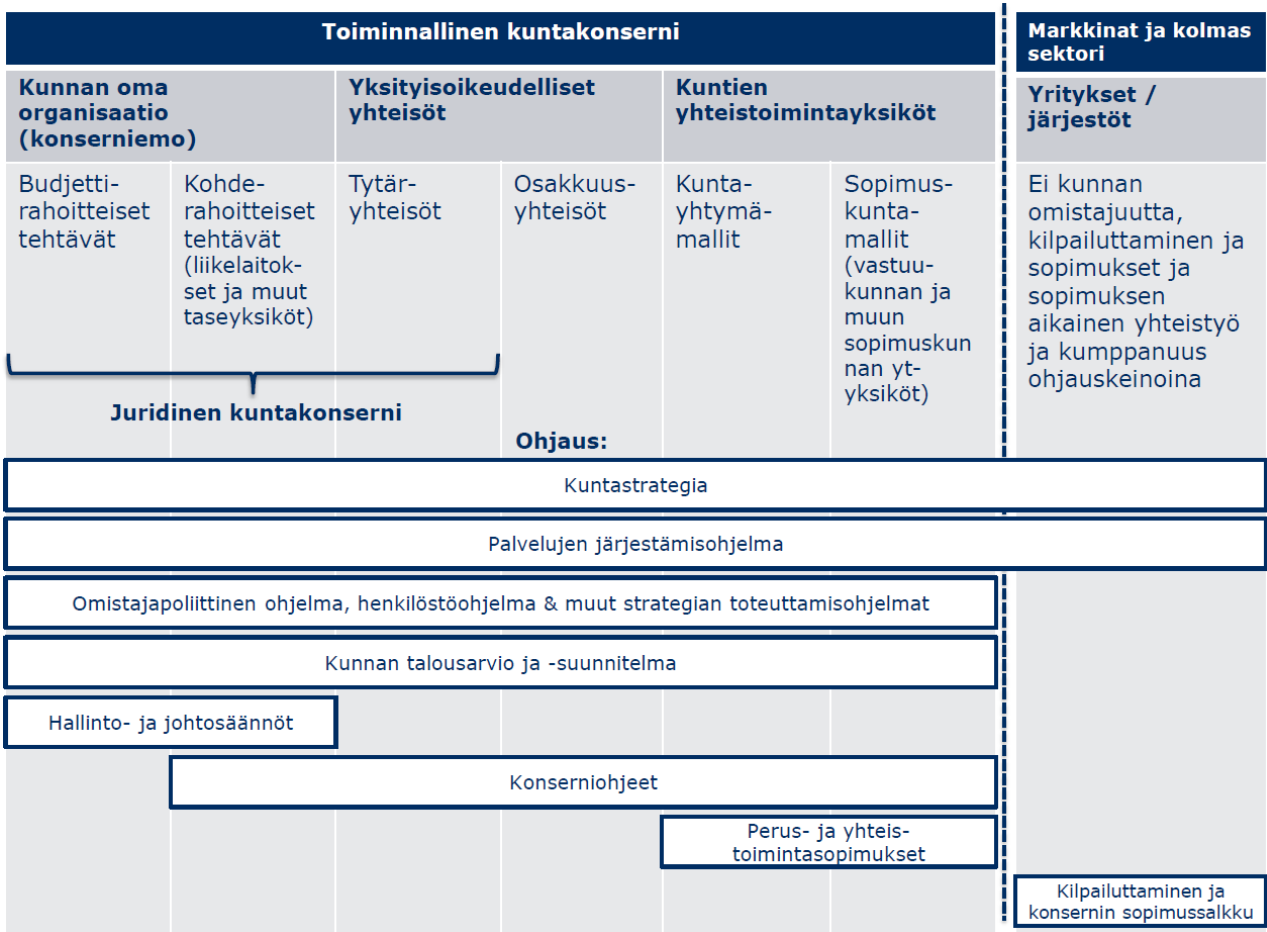 Toiminnallinen kuntakonserni
Markkinat ja kolmas
sektori
Kunnan oma
organisaatio
(konserniemo)
Yksityisoikeudelliset
yhteisöt
Kuntien
yhteistoimintayksiköt
Yritykset /
järjestöt
Budjetti-
rahoitteiset
tehtävät
Kohde-
rahoitteiset
tehtävät
(liikelaitok-
set ja muut
taseyksiköt)
Tytär-
yhteisöt
Osakkuus-
yhteisöt
Kunta-
yhtymä-
mallit
Sopimus-
kunta-
mallit
(vastuu-
kunnan ja
muun
sopimuskun
nan yt-
yksiköt)
Ei kunnan
omistajuutta,
kilpailuttaminen ja
sopimukset ja
sopimuksen
aikainen yhteistyö
ja kumppanuus
ohjauskeinoina
Juridinen kuntakonserni
Ohjaus:
Kuntastrategia
Palvelujen järjestämisohjelma
Omistajapoliittinen ohjelma, henkilöstöohjelma & muut strategian toteuttamisohjelmat
Kunnan talousarvio ja -suunnitelma
Hallinto- ja johtosäännöt
Konserniohjeet
Perus- ja yhteis-
toimintasopimukset
Kilpailuttaminen ja
konsernin sopimussalkku